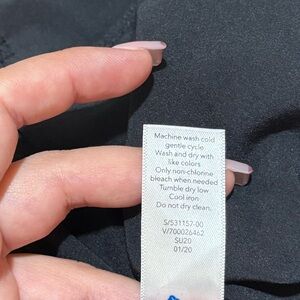 Machine wash cold
gentle cycle
Wash and dry with
like colors
Only non-chlorine
bleach when needed
Tumble dry low
Cool iron
Do not dry clean.
S/531157-00
V/700026462
SU20
01/20